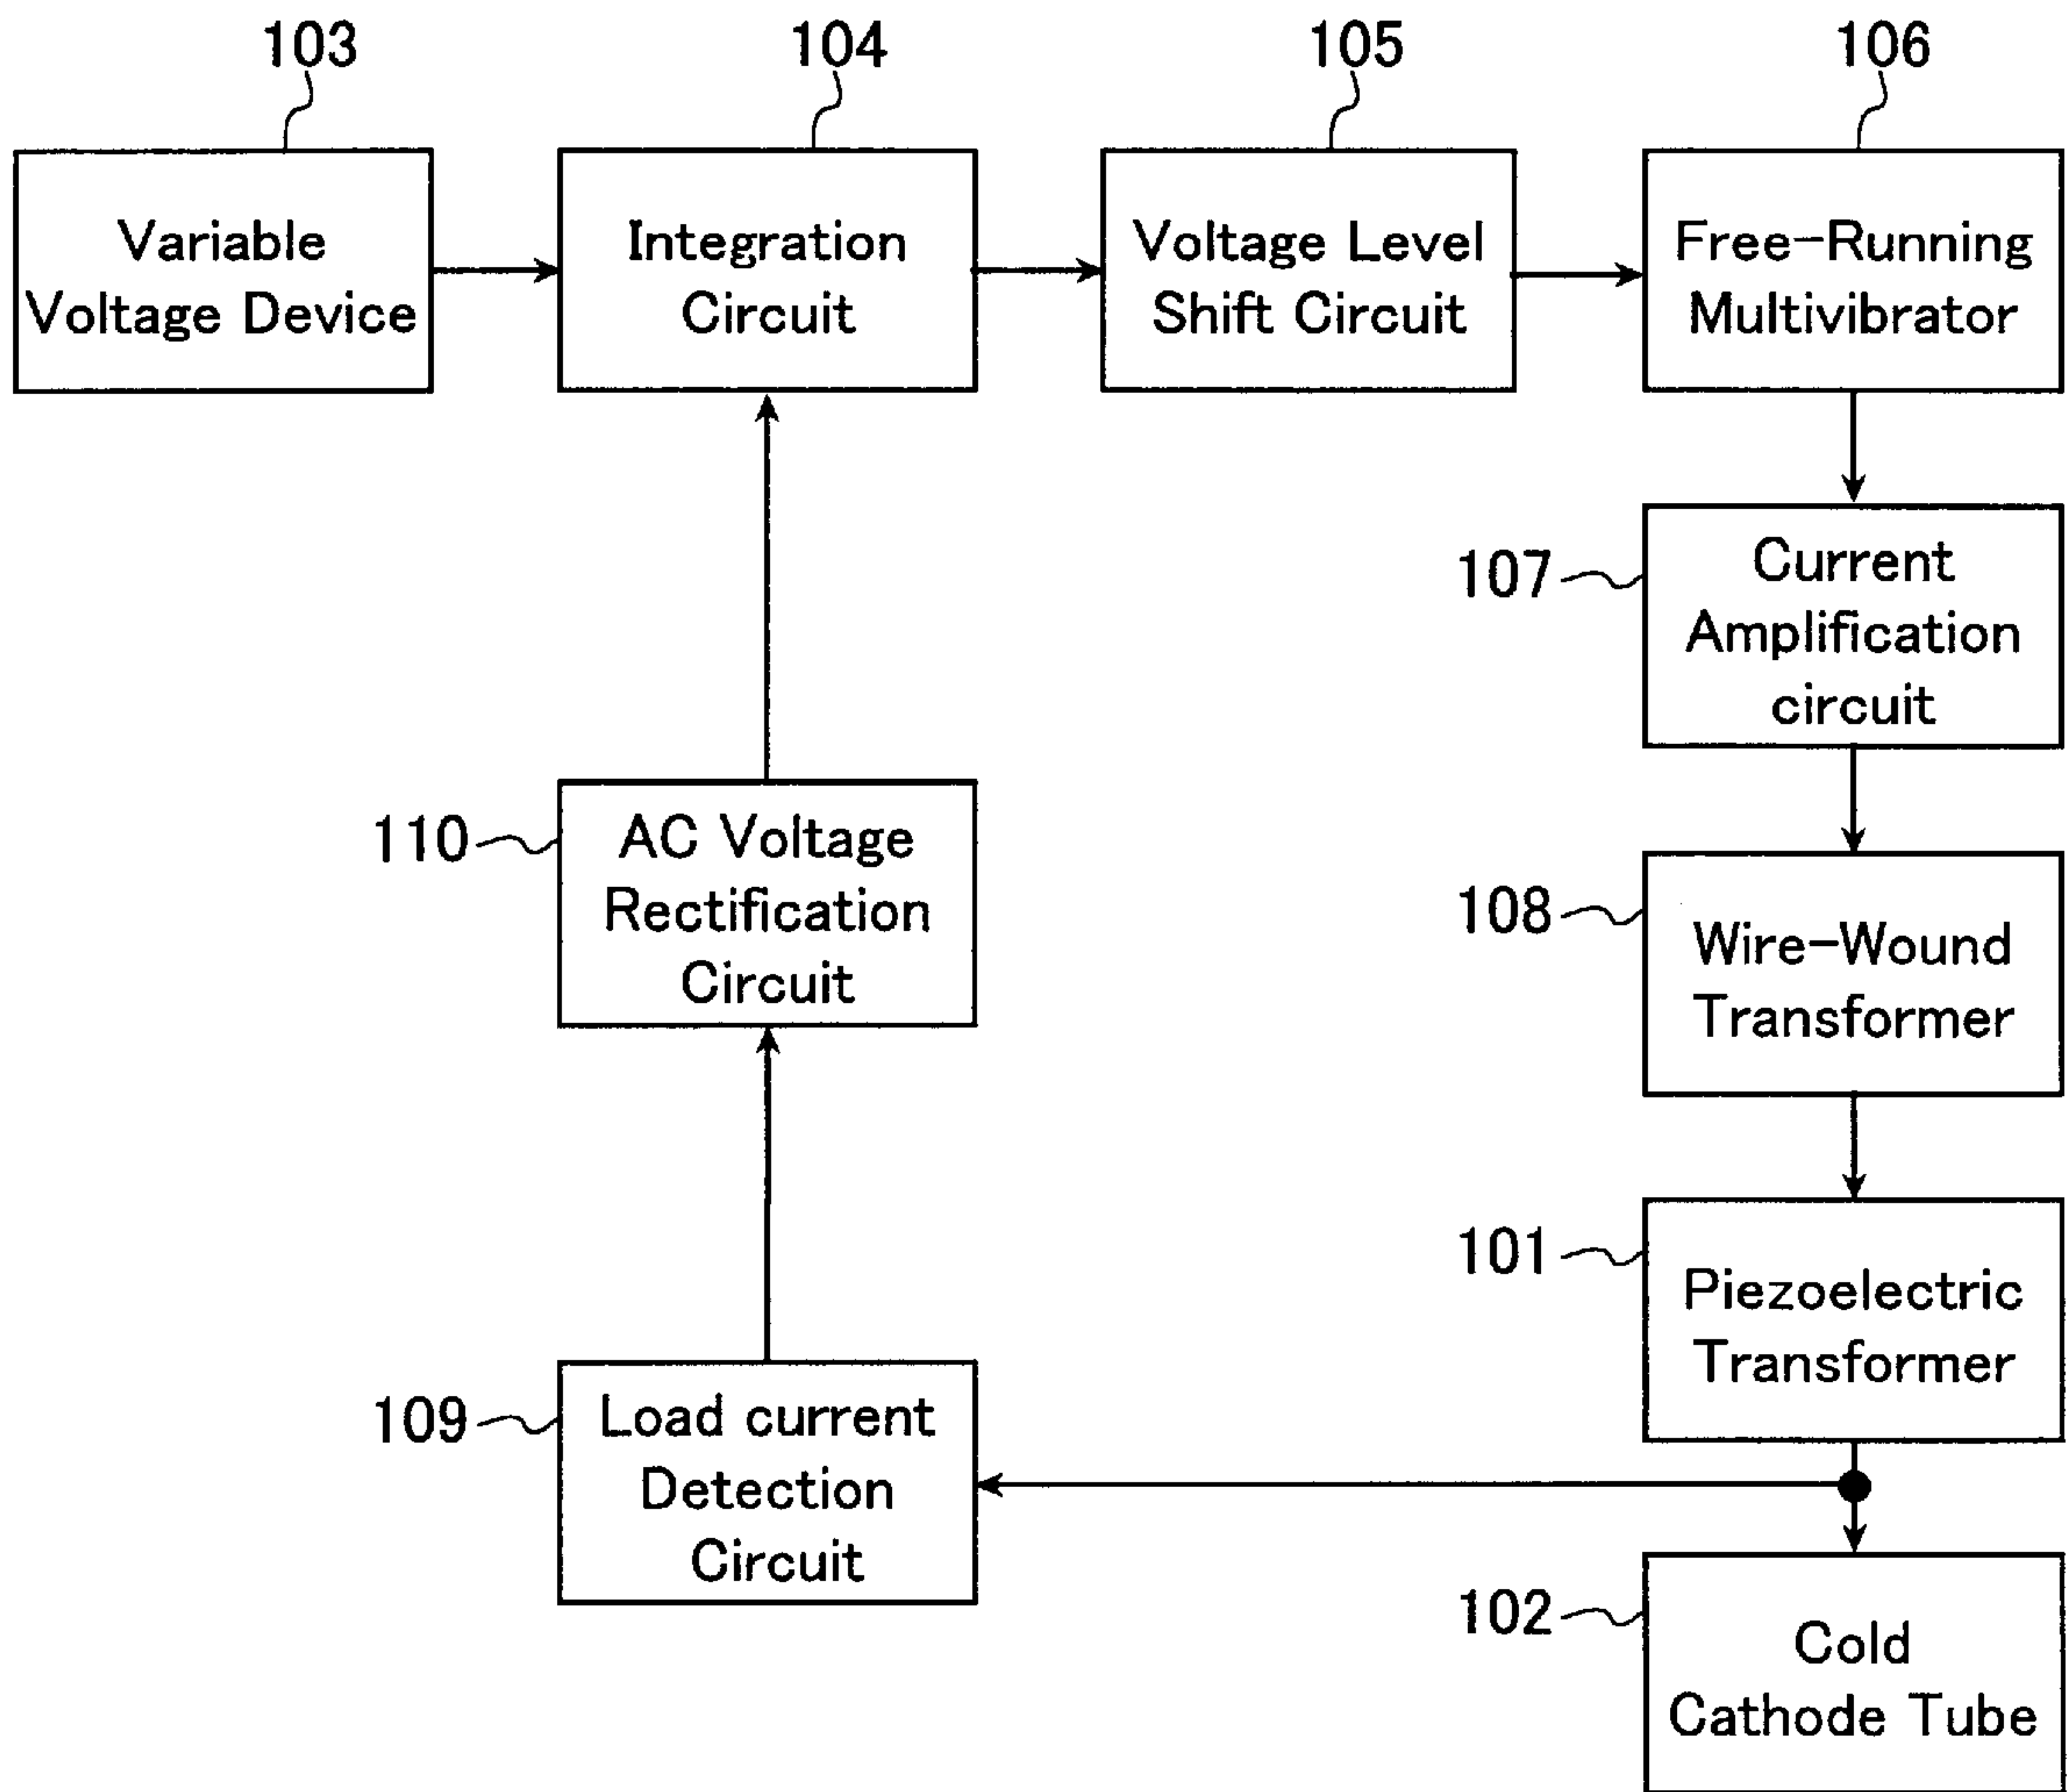 103
104
105
106
Variable
Voltage Device
Integration
Circuit
Voltage Level
Shift Circuit
Free-Running
Multivibrator
107
Current
Amplification
circuit
110
AC Voltage
Rectification
Circuit
108
Wire-Wound
Transformer
101
Piezoelectric
Transformer
109
Load current
Detection
Circuit
102
Cold
Cathode Tube